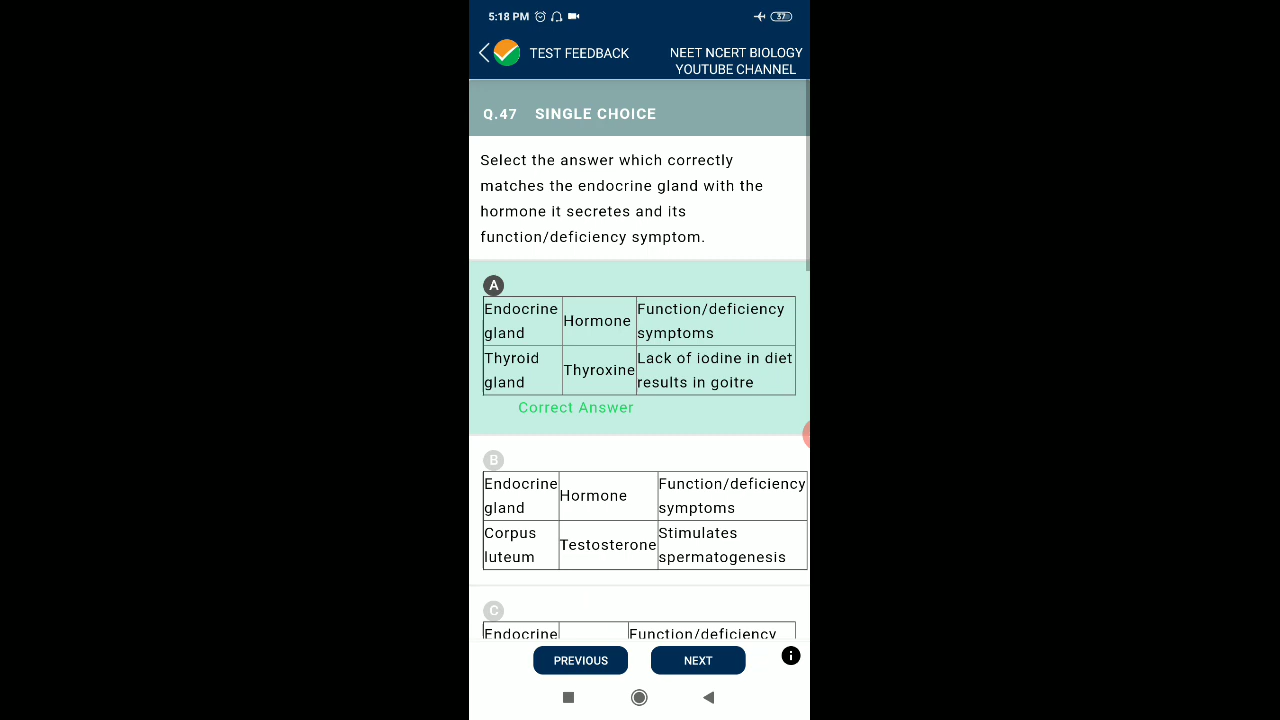 5:18 PM
37
TEST FEEDBACK
NEET NCERT BIOLOGY
YOUTUBE CHANNEL
Q.47 SINGLE CHOICE
Select the answer which correctly
matches the endocrine gland with the
hormone it secretes and its
function/deficiency symptom.
A
Endocrine gland Hormone Function/deficiency symptoms
Thyroid gland Thyroxine Lack of iodine in diet results in goitre
Correct Answer
B
Endocrine gland Hormone Function/deficiency symptoms
Corpus luteum Testosterone Stimulates spermatogenesis
C
Endocrine Function/deficiency
PREVIOUS NEXT